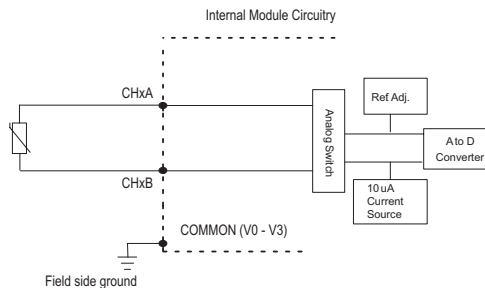 Internal Module Circuitry
CHxA
Ref Adj.
Analog Switch
A to D
Converter
CHxB
10 uA
Current
Source
COMMON (V0 - V3)
Field side ground